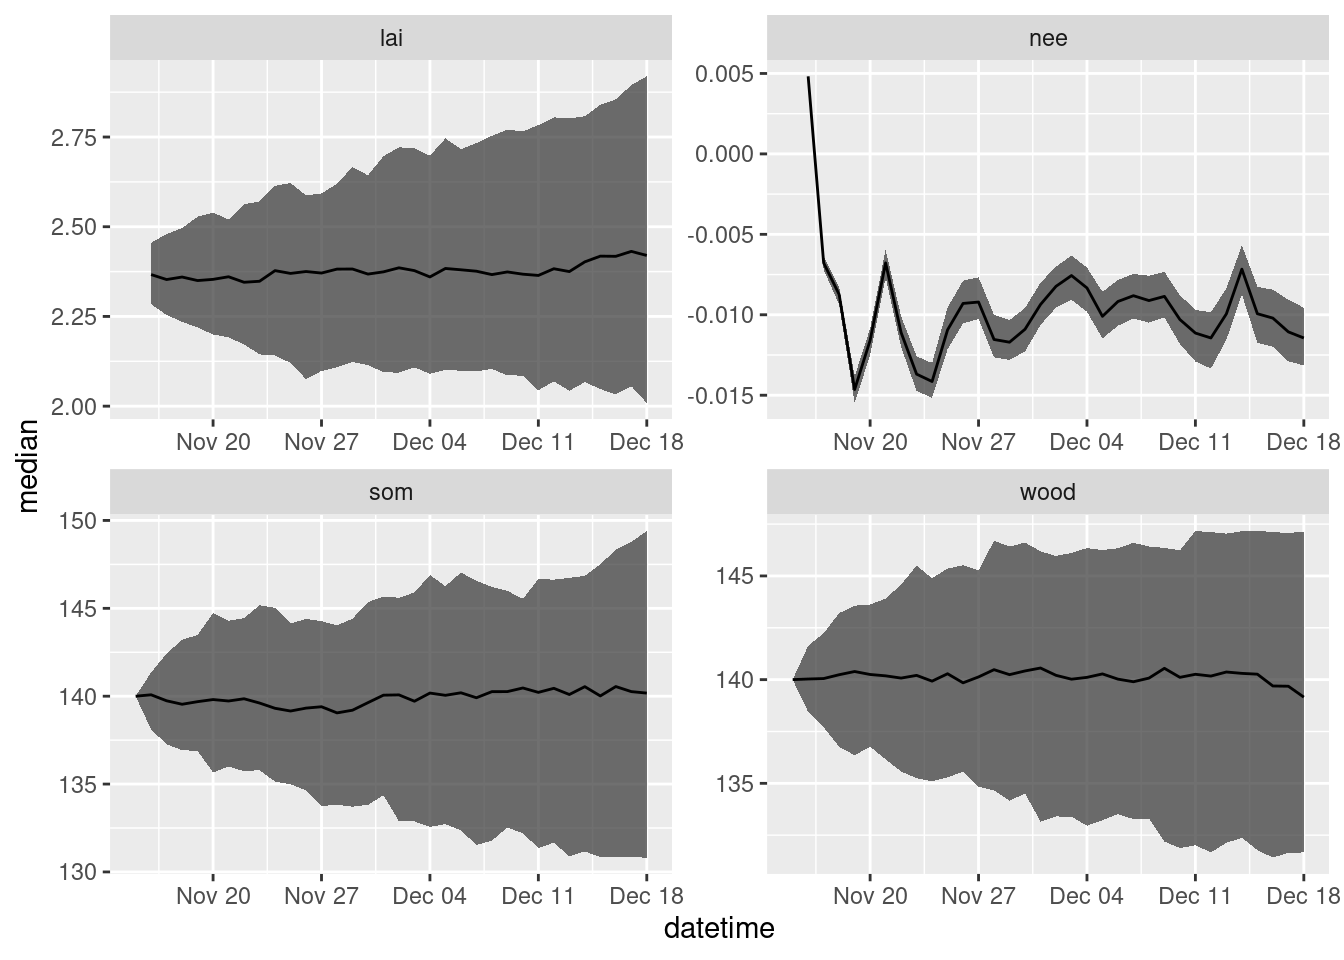 lai
nee
2.75
2.50
2.25
2.00
0.005
0.000
-0.005
-0.010
-0.015
Nov 20 Nov 27 Dec 04 Dec 11 Dec 18
Nov 20 Nov 27 Dec 04 Dec 11 Dec 18
median
som
wood
150
145
140
135
130
145
140
135
Nov 20 Nov 27 Dec 04 Dec 11 Dec 18
Nov 20 Nov 27 Dec 04 Dec 11 Dec 18
datetime